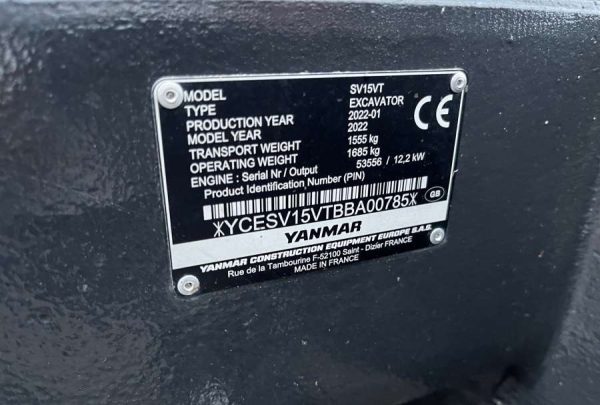 MODEL SV15VT
TYPE EXCAVATOR
PRODUCTION YEAR 2022-01
MODEL YEAR 2022
TRANSPORT WEIGHT 1555 kg
OPERATING WEIGHT 1685 kg
ENGINE : Serial Nr / Output 53556 / 12,2 kW
Product Identification Number (PIN)
CE
*YCESV15VTBBA00785*
GB
YANMAR
YANMAR CONSTRUCTION EQUIPMENT EUROPE S.A.S.
Rue de la Tambourine F-52100 Saint - Dizier FRANCE
MADE IN FRANCE